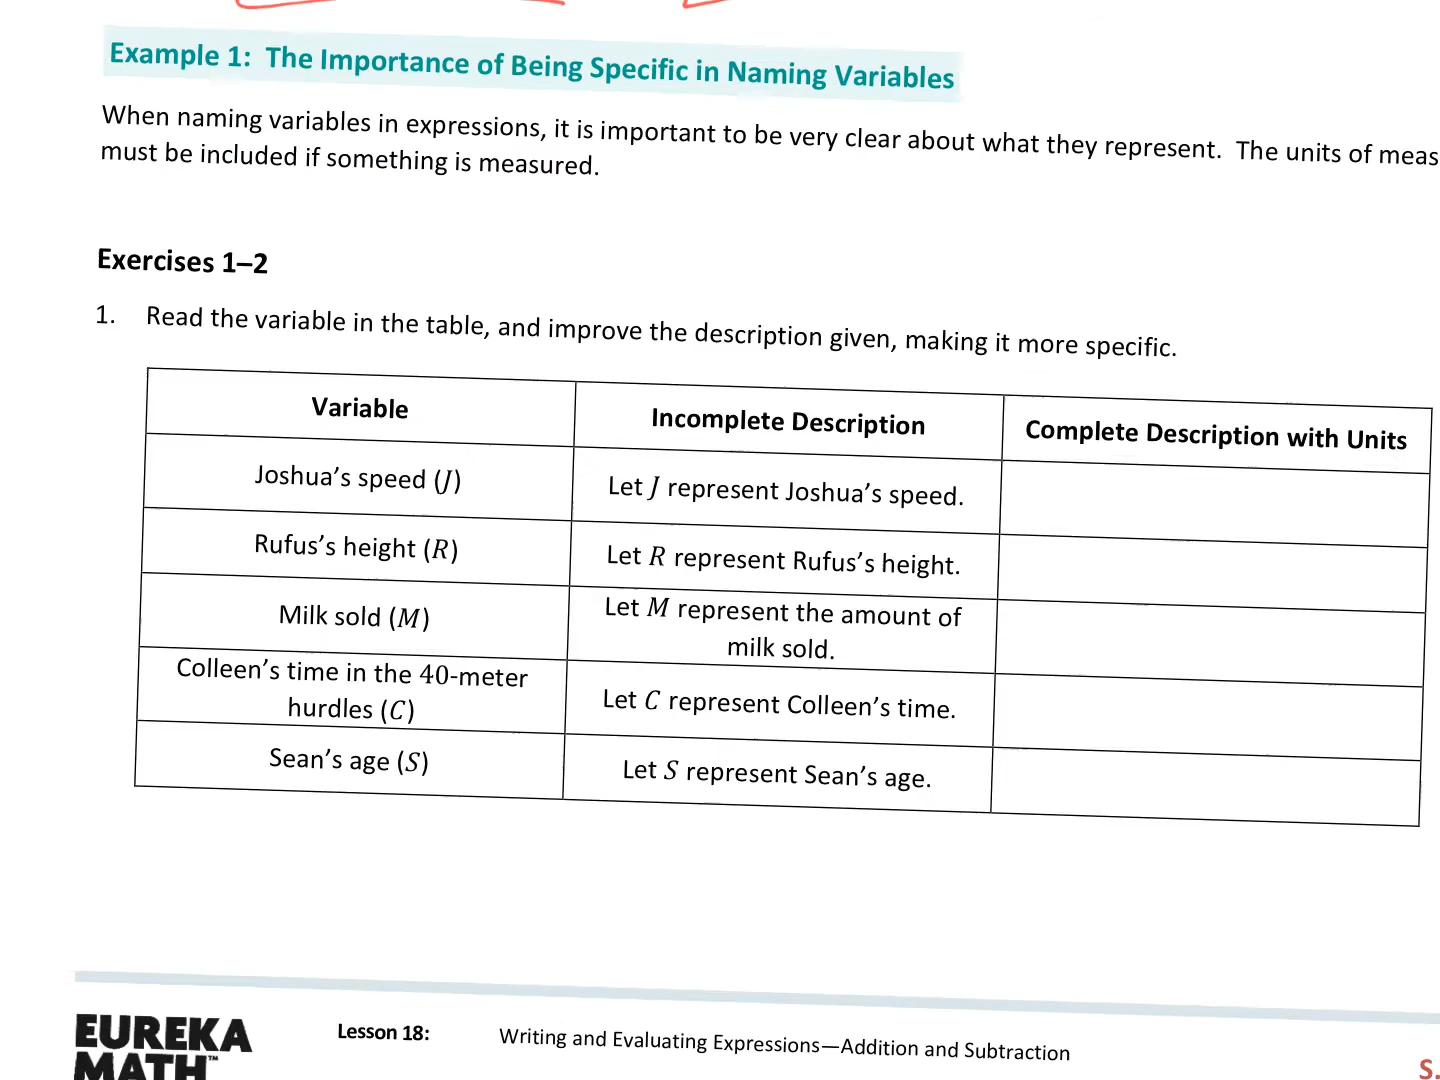 Example 1: The Importance of Being Specific in Naming Variables
When naming variables in expressions, it is important to be very clear about what they represent. The units of meas
must be included if something is measured.
Exercises 1–2
1. Read the variable in the table, and improve the description given, making it more specific.
Variable Incomplete Description Complete Description with Units
Joshua’s speed (J) Let J represent Joshua’s speed.
Rufus’s height (R) Let R represent Rufus’s height.
Milk sold (M) Let M represent the amount of
milk sold.
Colleen’s time in the 40-meter
hurdles (C) Let C represent Colleen’s time.
Sean’s age (S) Let S represent Sean’s age.
EUREKA
MATH™
Lesson 18: Writing and Evaluating Expressions—Addition and Subtraction
S.